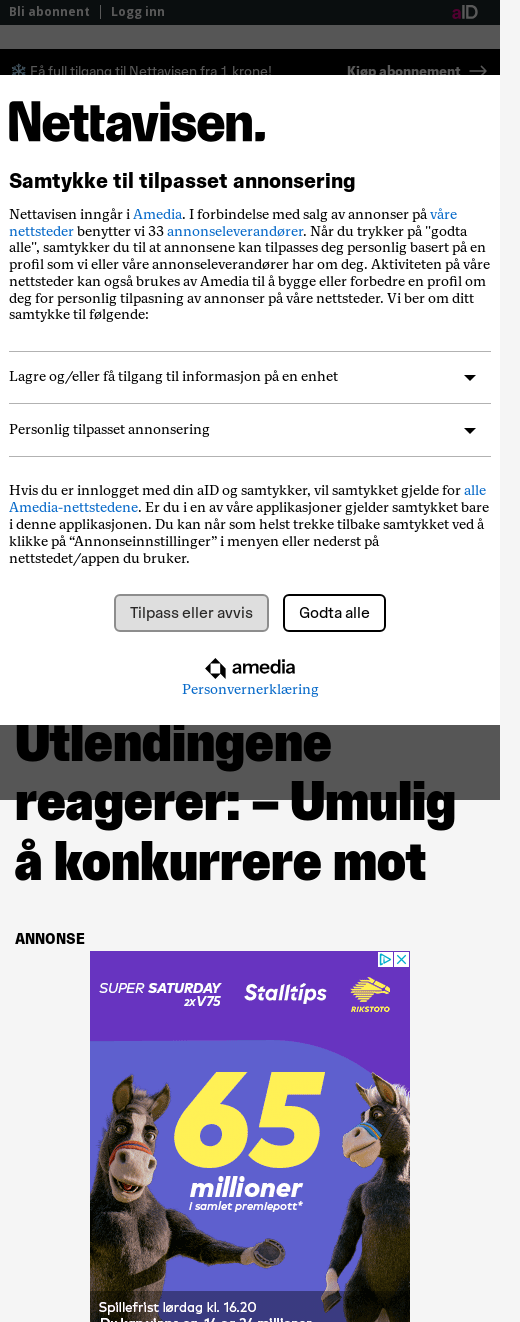 Bli abonnent | Logg inn
aID
Få full tilgang til Nettavisen fra 1 krone!
Kjøp abonnement
Nettavisen.
Samtykke til tilpasset annonsering
Nettavisen inngår i Amedia. I forbindelse med salg av annonser på våre
nettsteder benytter vi 33 annonseleverandører. Når du trykker på "godta
alle", samtykker du til at annonsene kan tilpasses deg personlig basert på en
profil som vi eller våre annonseleverandører har om deg. Aktiviteten på våre
nettsteder kan også brukes av Amedia til å bygge eller forbedre en profil om
deg for personlig tilpasning av annonser på våre nettsteder. Vi ber om ditt
samtykke til følgende:
Lagre og/eller få tilgang til informasjon på en enhet
Personlig tilpasset annonsering
Hvis du er innlogget med din aID og samtykker, vil samtykket gjelde for alle
Amedia-nettstedene. Er du i en av våre applikasjoner gjelder samtykket bare
i denne applikasjonen. Du kan når som helst trekke tilbake samtykket ved å
klikke på “Annonseinnstillinger” i menyen eller nederst på
nettstedet/appen du bruker.
Tilpass eller avvis
Godta alle
amedia
Personvernerklæring
Utlendingene
reagerer: – Umulig
å konkurrere mot
ANNONSE
SUPER SATURDAY
2XV75
Stalltips
RIKSTOTO
65
millioner
I samlet premiepott*
Spillefrist lørdag kl. 16.20